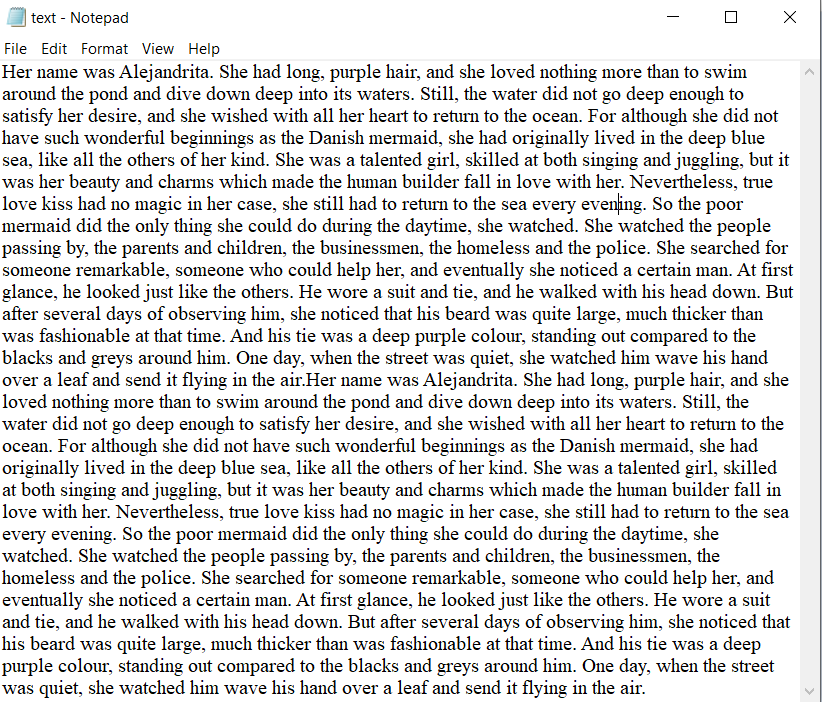 text - Notepad
File Edit Format View Help
Her name was Alejandrita. She had long, purple hair, and she loved nothing more than to swim
around the pond and dive down deep into its waters. Still, the water did not go deep enough to
satisfy her desire, and she wished with all her heart to return to the ocean. For although she did not
have such wonderful beginnings as the Danish mermaid, she had originally lived in the deep blue
sea, like all the others of her kind. She was a talented girl, skilled at both singing and juggling, but it
was her beauty and charms which made the human builder fall in love with her. Nevertheless, true
love kiss had no magic in her case, she still had to return to the sea every evening. So the poor
mermaid did the only thing she could do during the daytime, she watched. She watched the people
passing by, the parents and children, the businessmen, the homeless and the police. She searched for
someone remarkable, someone who could help her, and eventually she noticed a certain man. At first
glance, he looked just like the others. He wore a suit and tie, and he walked with his head down. But
after several days of observing him, she noticed that his beard was quite large, much thicker than
was fashionable at that time. And his tie was a deep purple colour, standing out compared to the
blacks and greys around him. One day, when the street was quiet, she watched him wave his hand
over a leaf and send it flying in the air.Her name was Alejandrita. She had long, purple hair, and she
loved nothing more than to swim around the pond and dive down deep into its waters. Still, the
water did not go deep enough to satisfy her desire, and she wished with all her heart to return to the
ocean. For although she did not have such wonderful beginnings as the Danish mermaid, she had
originally lived in the deep blue sea, like all the others of her kind. She was a talented girl, skilled
at both singing and juggling, but it was her beauty and charms which made the human builder fall in
love with her. Nevertheless, true love kiss had no magic in her case, she still had to return to the sea
every evening. So the poor mermaid did the only thing she could do during the daytime, she
watched. She watched the people passing by, the parents and children, the businessmen, the
homeless and the police. She searched for someone remarkable, someone who could help her, and
eventually she noticed a certain man. At first glance, he looked just like the others. He wore a suit
and tie, and he walked with his head down. But after several days of observing him, she noticed that
his beard was quite large, much thicker than was fashionable at that time. And his tie was a deep
purple colour, standing out compared to the blacks and greys around him. One day, when the street
was quiet, she watched him wave his hand over a leaf and send it flying in the air.